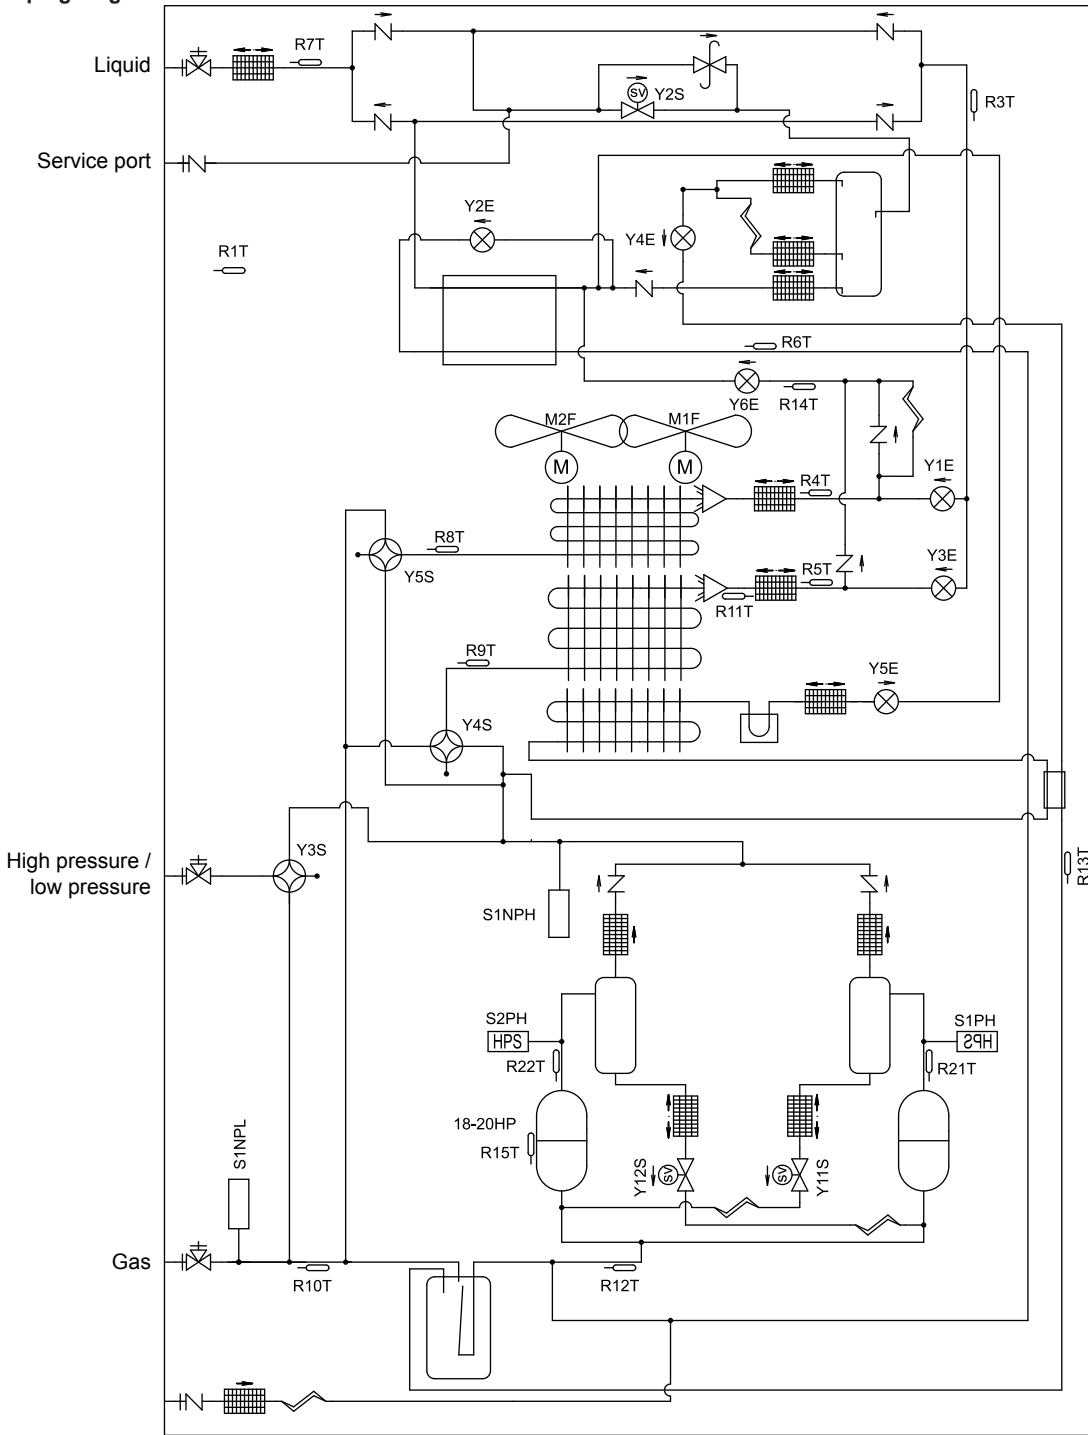 Liquid
R7T
SV
Y2S
R3T
Service port
Y2E
Y4E
R1T
R6T
Y6E
R14T
M2F
M1F
M
M
R4T
Y1E
R8T
Y5S
Y3E
R5T
R11T
R9T
Y5E
Y4S
High pressure /
low pressure
Y3S
R13T
S1NPH
S2PH
HPS
S1PH
HPS
R22T
R21T
18-20HP
R15T
S1NPL
Y12S
SV
SV
Y11S
Gas
R10T
R12T